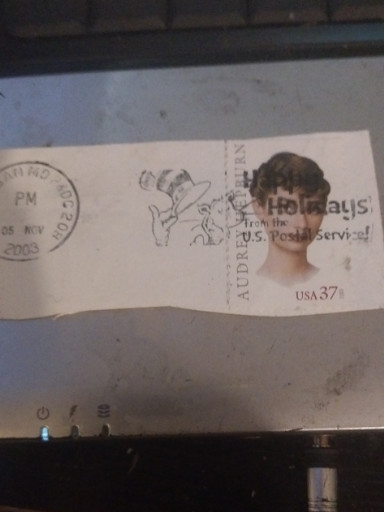 PM
05 NOV
2003
AUDREY HEPBURN
Happy
Holidays
from the
U.S. Postal Service!
USA 37